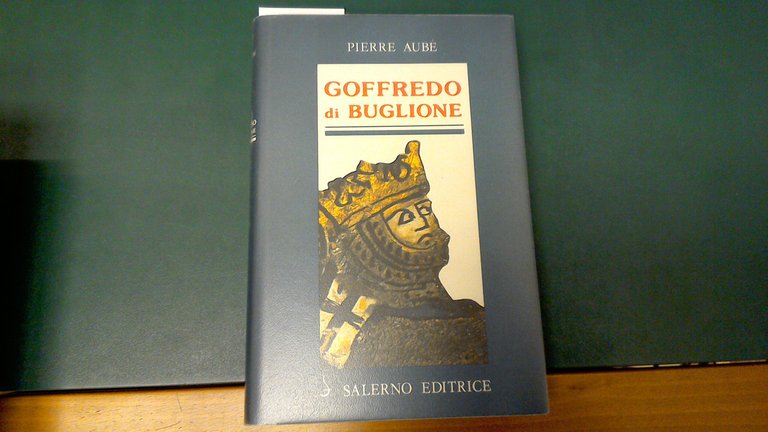 PIERRE AUBÉ
GOFFREDO
di BUGLIONE
SALERNO EDITRICE